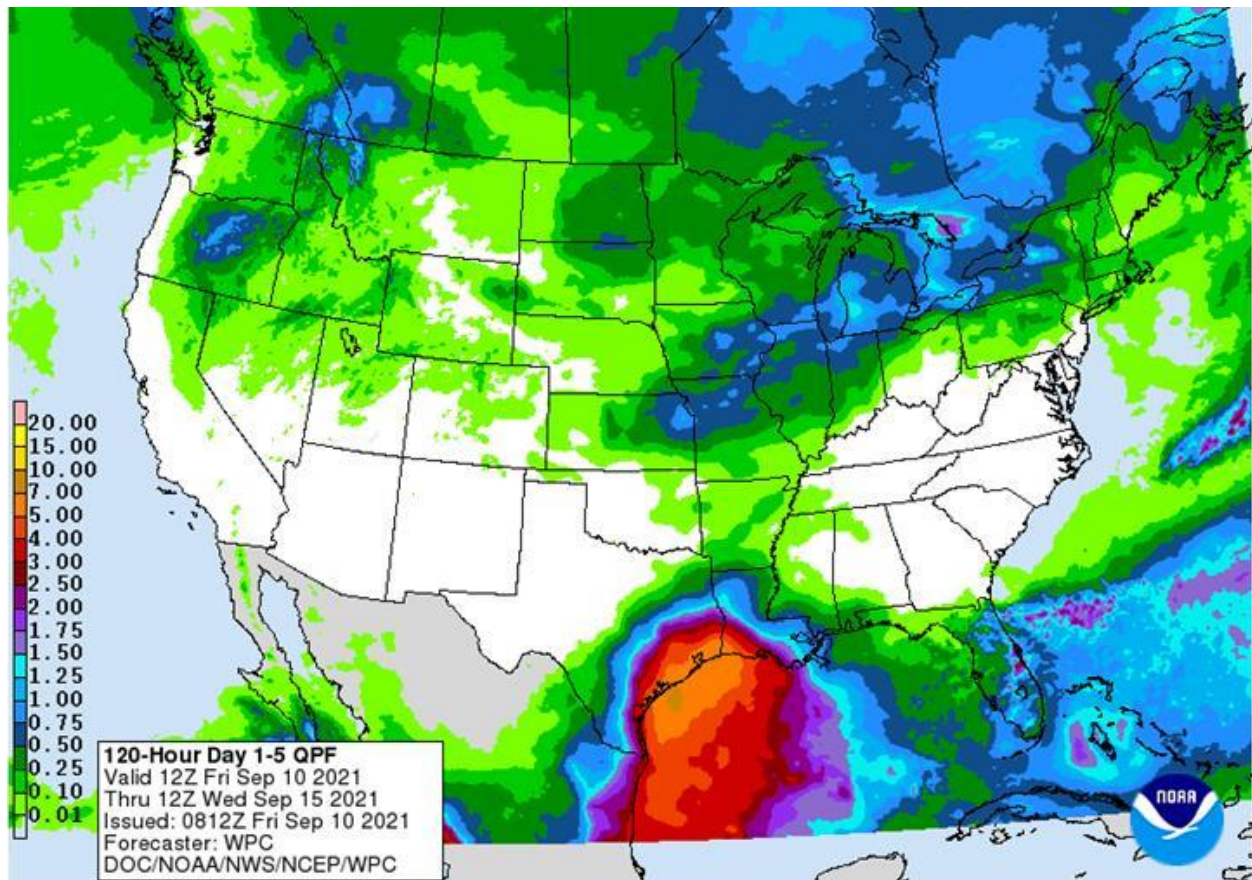 20.00
15.00
10.00
7.00
5.00
4.00
3.00
2.50
2.00
1.75
1.50
1.25
1.00
0.75
0.50
0.25
0.10
0.01
120-Hour Day 1-5 QPF
Valid 12Z Fri Sep 10 2021
Thru 12Z Wed Sep 15 2021
Issued: 0812Z Fri Sep 10 2021
Forecaster: WPC
DOC/NOAA/NWS/NCEP/WPC
NOAA